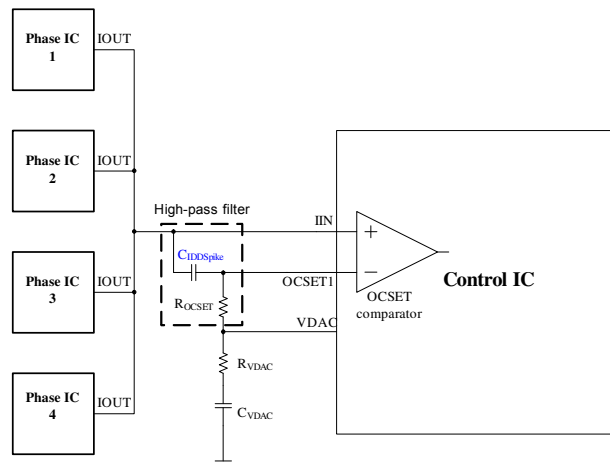 Phase IC
1
IOUT
Phase IC
2
IOUT
High-pass filter
IIN
+
CIDDSpike
−
OCSET1
OCSET
comparator
Control IC
Phase IC
3
IOUT
ROCSET
VDAC
RVDAC
Phase IC
4
IOUT
CVDAC